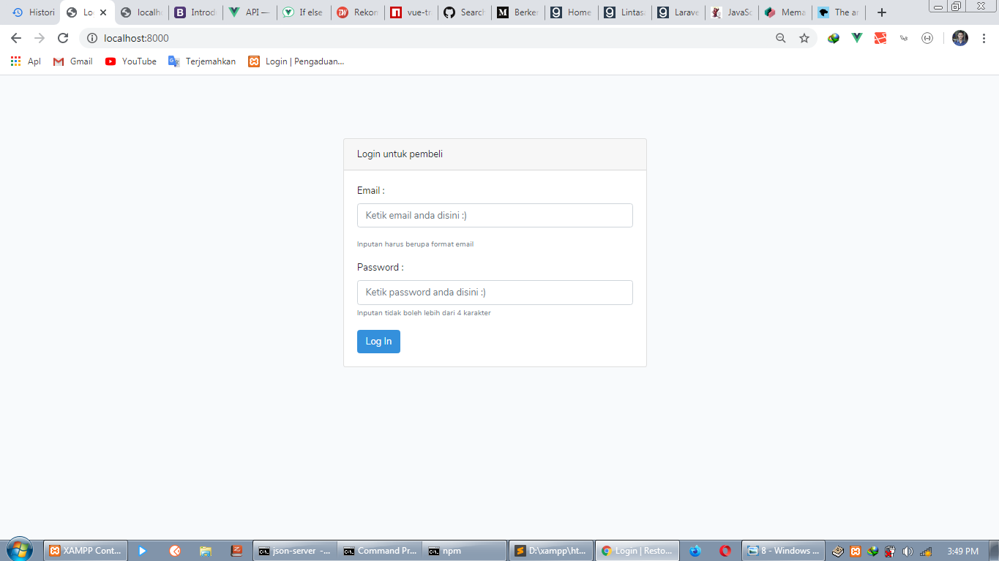 Histori
Lo
localh
Introd
API —
If else
Rekon
vue-tr
Search
Berker
Home
Lintas
Larave
JavaSc
Mema
The ar
localhost:8000
Apl Gmail YouTube Terjemahkan Login | Pengaduan...
Login untuk pembeli
Email :
Ketik email anda disini :)
Inputan harus berupa format email
Password :
Ketik password anda disini :)
Inputan tidak boleh lebih dari 4 karakter
Log In
XAMPP Cont...
json-server -...
Command Pr...
npm
D:\xampp\ht...
Login | Resto...
8 - Windows ...
3:49 PM